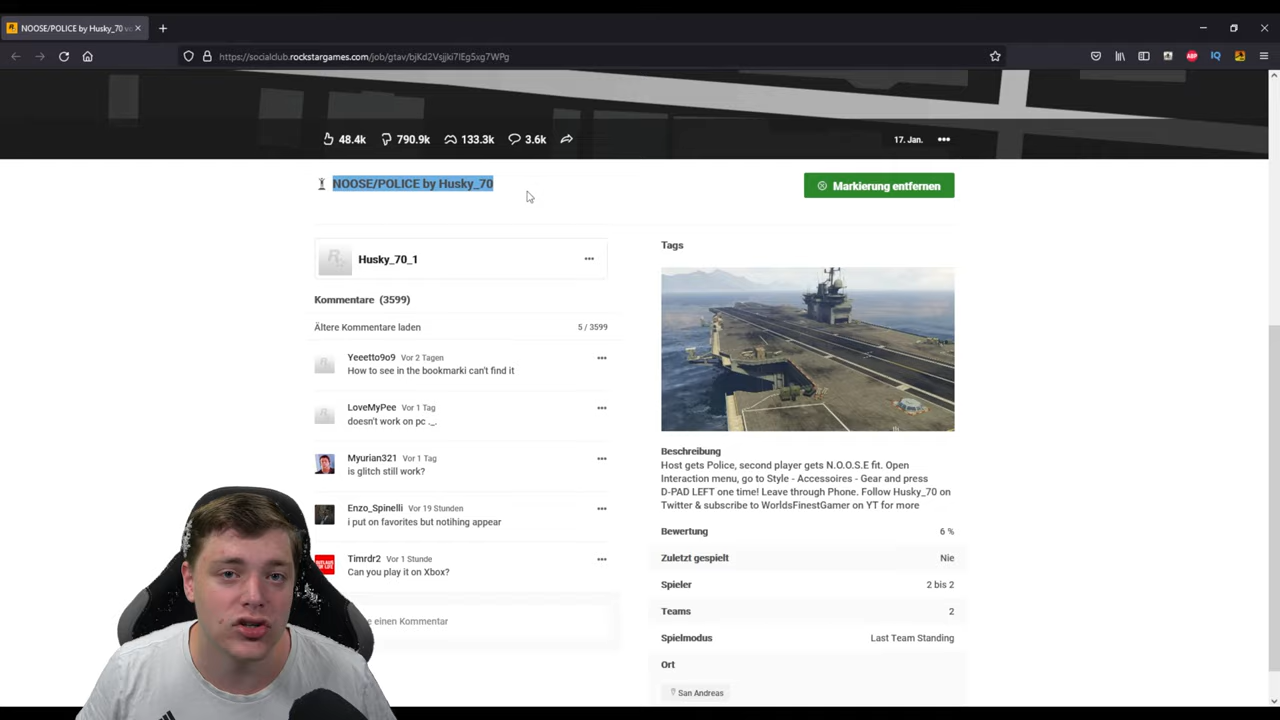 NOOSE/POLICE by Husky_70
https://socialclub.rockstargames.com/job/gtav/bjKd2Vsjjki7lEg5xg7WPg
ABP
IQ
48.4k 790.9k 133.3k 3.6k
17. Jan.
NOOSE/POLICE by Husky_70
Markierung entfernen
Husky_70_1
Kommentare (3599)
Ältere Kommentare laden 5 / 3599
Yeeetto9o9 Vor 2 Tagen
How to see in the bookmarki can't find it
LoveMyPee Vor 1 Tag
doesn't work on pc ._.
Myurian321 Vor 1 Tag
is glitch still work?
Enzo_Spinelli Vor 19 Stunden
i put on favorites but notihing appear
Timrdr2 Vor 1 Stunde
Can you play it on Xbox?
einen Kommentar
Tags
Beschreibung
Host gets Police, second player gets N.O.O.S.E fit. Open
Interaction menu, go to Style - Accessoires - Gear and press
D-PAD LEFT one time! Leave through Phone. Follow Husky_70 on
Twitter & subscribe to WorldsFinestGamer on YT for more
Bewertung 6 %
Zuletzt gespielt Nie
Spieler 2 bis 2
Teams 2
Spielmodus Last Team Standing
Ort
San Andreas